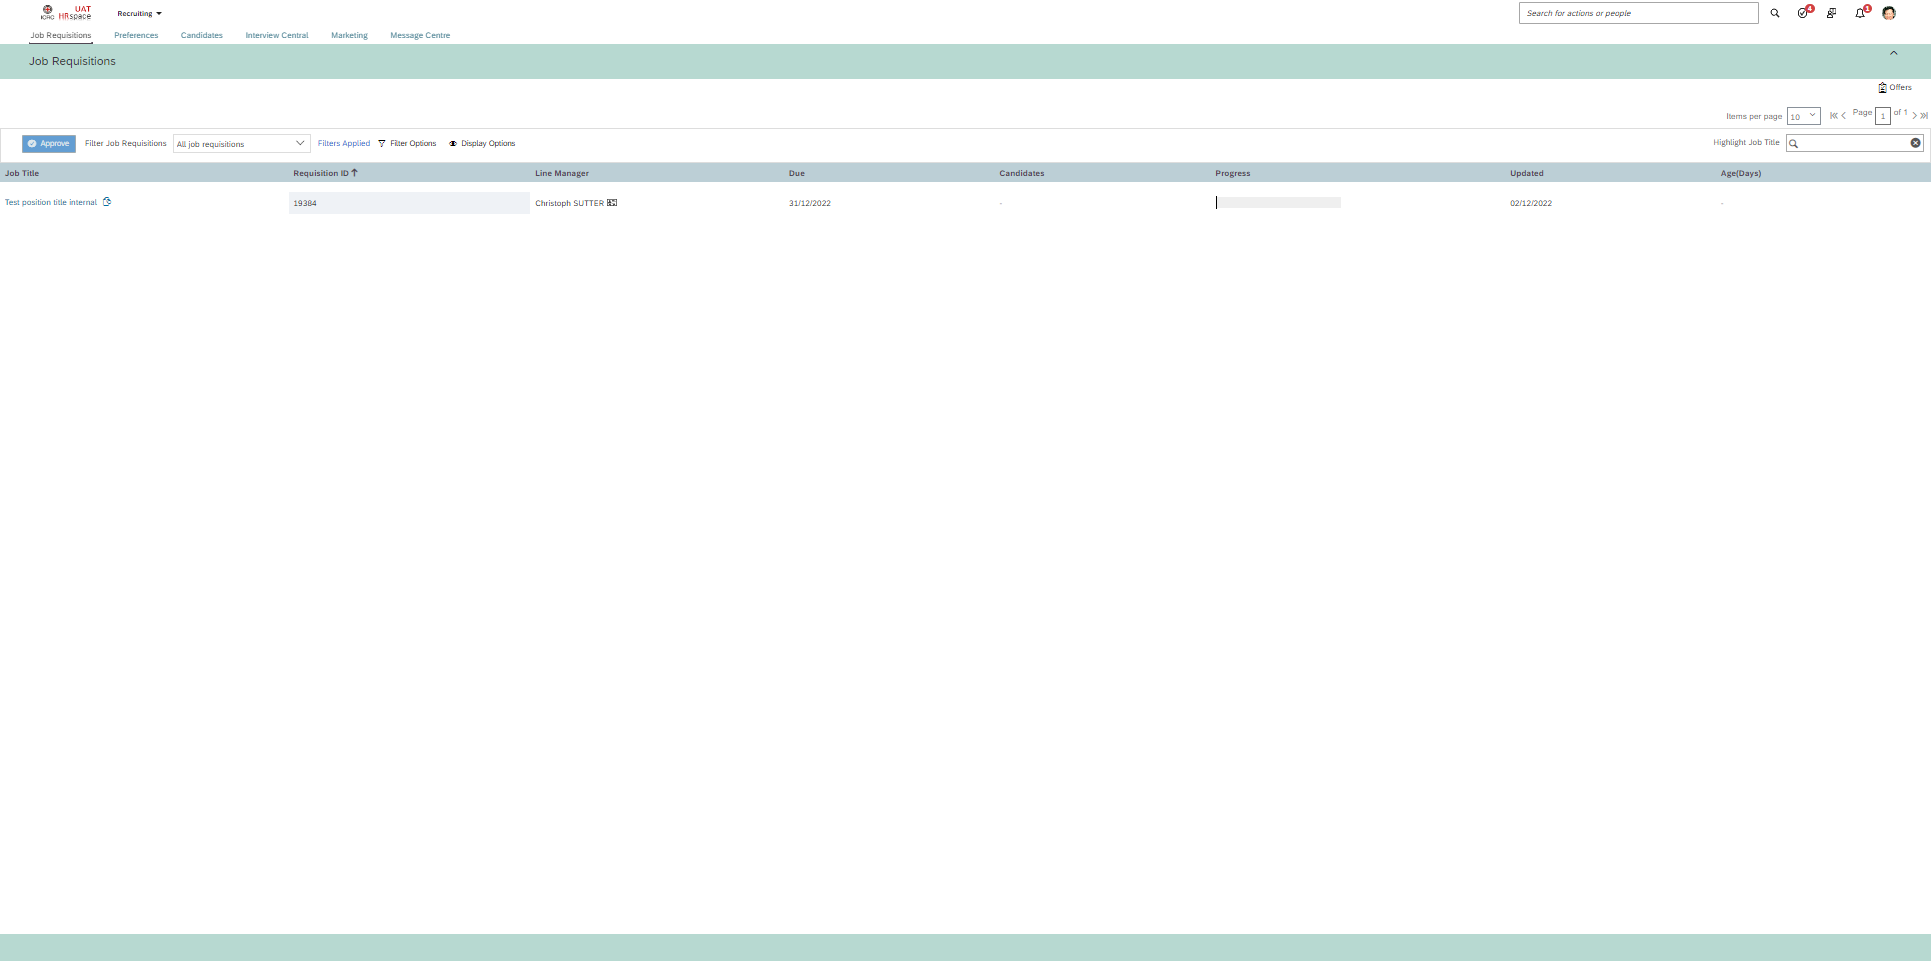 ICRC UAT HRspace Recruiting Search for actions or people 4 1
Job Requisitions Preferences Candidates Interview Central Marketing Message Centre
Job Requisitions
Offers
Items per page 10 Page 1 of 1
Approve Filter Job Requisitions All job requisitions Filters Applied Filter Options Display Options Highlight Job Title
Job Title Requisition ID Line Manager Due Candidates Progress Updated Age(Days)
Test position title internal 19384 Christoph SUTTER 31/12/2022 - 02/12/2022 -